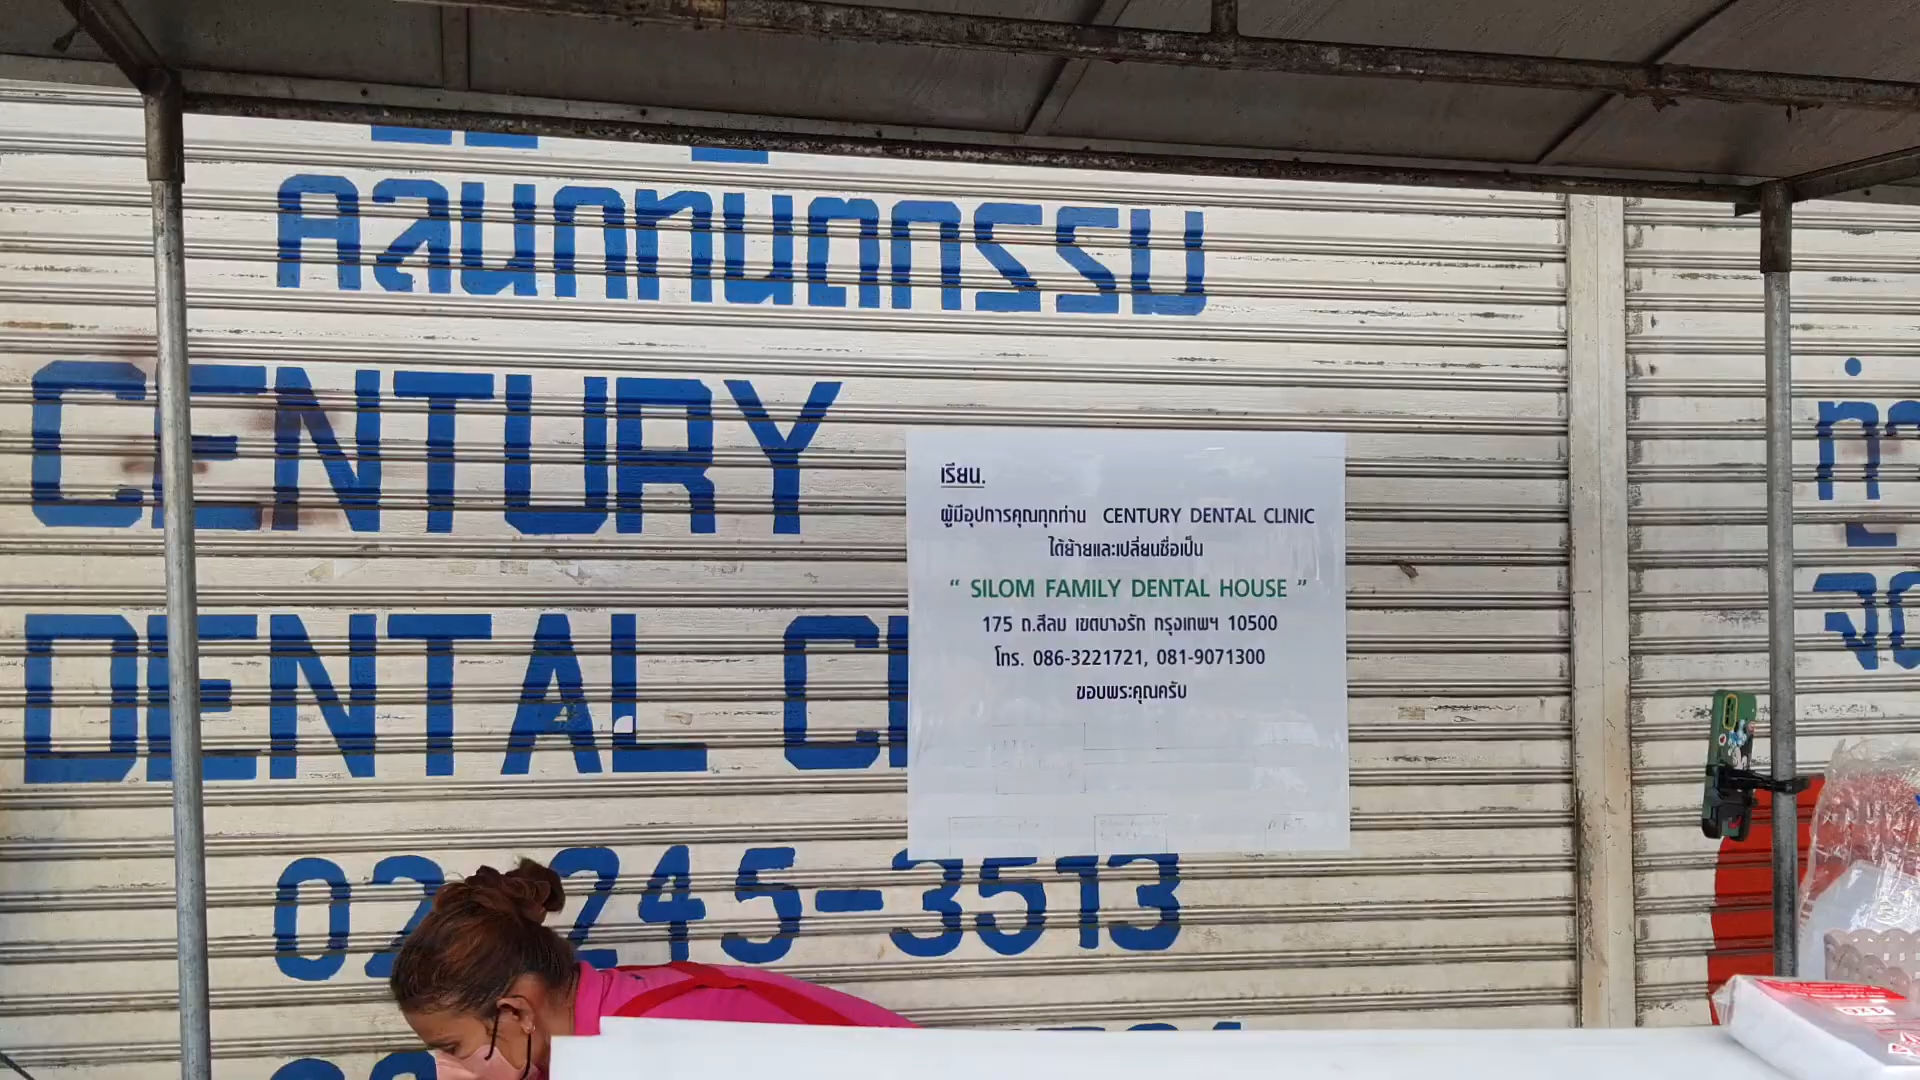 คลีนิคทันตกรรม
CENTURY
DENTAL
02-245-3513
เรียน.
ผู้มีอุปการคุณทุกท่าน CENTURY DENTAL CLINIC
ได้ย้ายและเปลี่ยนชื่อเป็น
“ SILOM FAMILY DENTAL HOUSE ”
175 ถ.สีลม เขตบางรัก กรุงเทพฯ 10500
โทร. 086-3221721, 081-9071300
ขอบพระคุณครับ